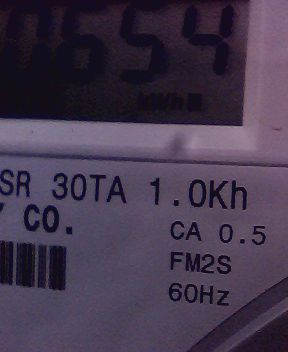 0654
kWh
SR 30TA 1.0Kh
Y CO.
CA 0.5
FM2S
60Hz